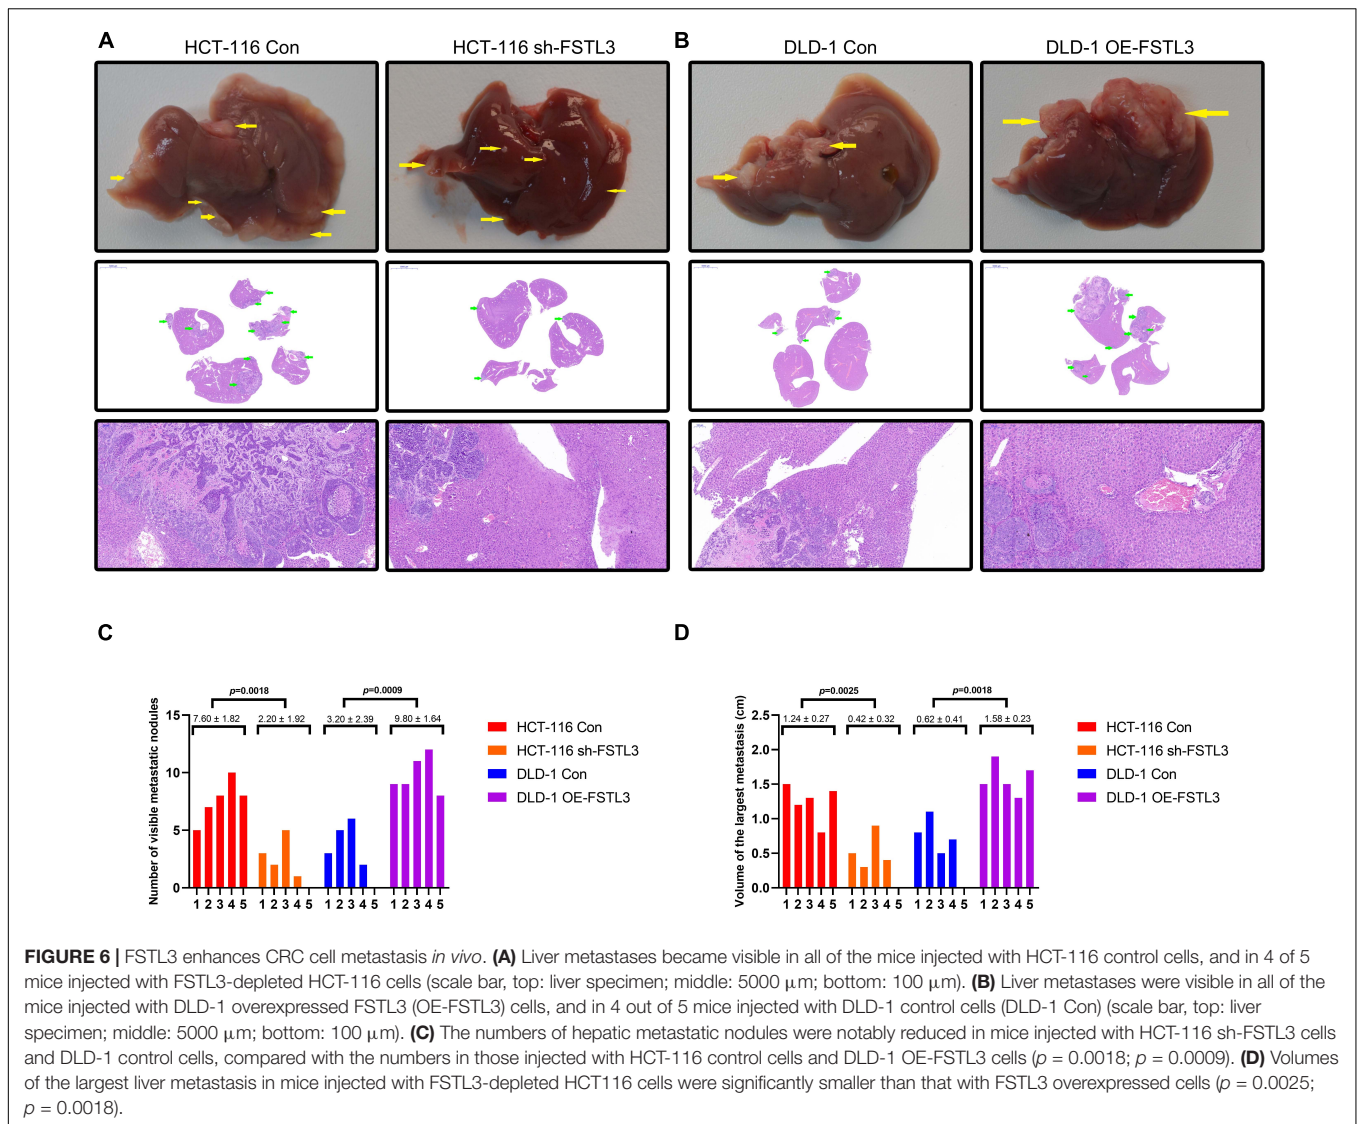 A
HCT-116 Con
HCT-116 sh-FSTL3
B
DLD-1 Con
DLD-1 OE-FSTL3
C
Number of visible metastatic nodules
15
10
5
0
p=0.0018
p=0.0009
7.60 ± 1.82
2.20 ± 1.92
3.20 ± 2.39
9.80 ± 1.64
1 2 3 4 5
1 2 3 4 5
1 2 3 4 5
1 2 3 4 5
HCT-116 Con
HCT-116 sh-FSTL3
DLD-1 Con
DLD-1 OE-FSTL3
D
Volume of the largest metastasis (cm)
2.5
2.0
1.5
1.0
0.5
0.0
p=0.0025
p=0.0018
1.24 ± 0.27
0.42 ± 0.32
0.62 ± 0.41
1.58 ± 0.23
1 2 3 4 5
1 2 3 4 5
1 2 3 4 5
1 2 3 4 5
HCT-116 Con
HCT-116 sh-FSTL3
DLD-1 Con
DLD-1 OE-FSTL3
FIGURE 6 | FSTL3 enhances CRC cell metastasis in vivo. (A) Liver metastases became visible in all of the mice injected with HCT-116 control cells, and in 4 of 5
mice injected with FSTL3-depleted HCT-116 cells (scale bar, top: liver specimen; middle: 5000 μm; bottom: 100 μm). (B) Liver metastases were visible in all of the
mice injected with DLD-1 overexpressed FSTL3 (OE-FSTL3) cells, and in 4 out of 5 mice injected with DLD-1 control cells (DLD-1 Con) (scale bar, top: liver
specimen; middle: 5000 μm; bottom: 100 μm). (C) The numbers of hepatic metastatic nodules were notably reduced in mice injected with HCT-116 sh-FSTL3 cells
and DLD-1 control cells, compared with the numbers in those injected with HCT-116 control cells and DLD-1 OE-FSTL3 cells (p = 0.0018; p = 0.0009). (D) Volumes
of the largest liver metastasis in mice injected with FSTL3-depleted HCT116 cells were significantly smaller than that with FSTL3 overexpressed cells (p = 0.0025;
p = 0.0018).